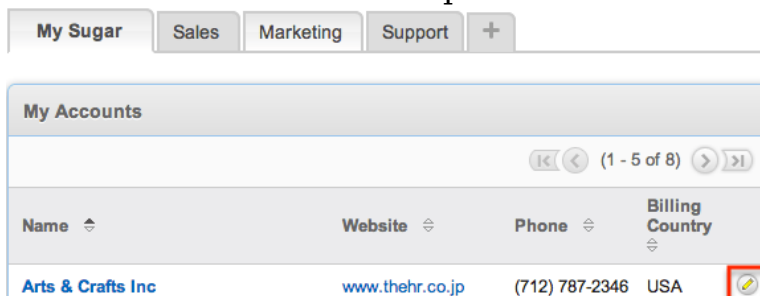 My Sugar Sales Marketing Support +
My Accounts
(1 - 5 of 8)
Name Website Phone Billing Country
Arts & Crafts Inc www.thehr.co.jp (712) 787-2346 USA